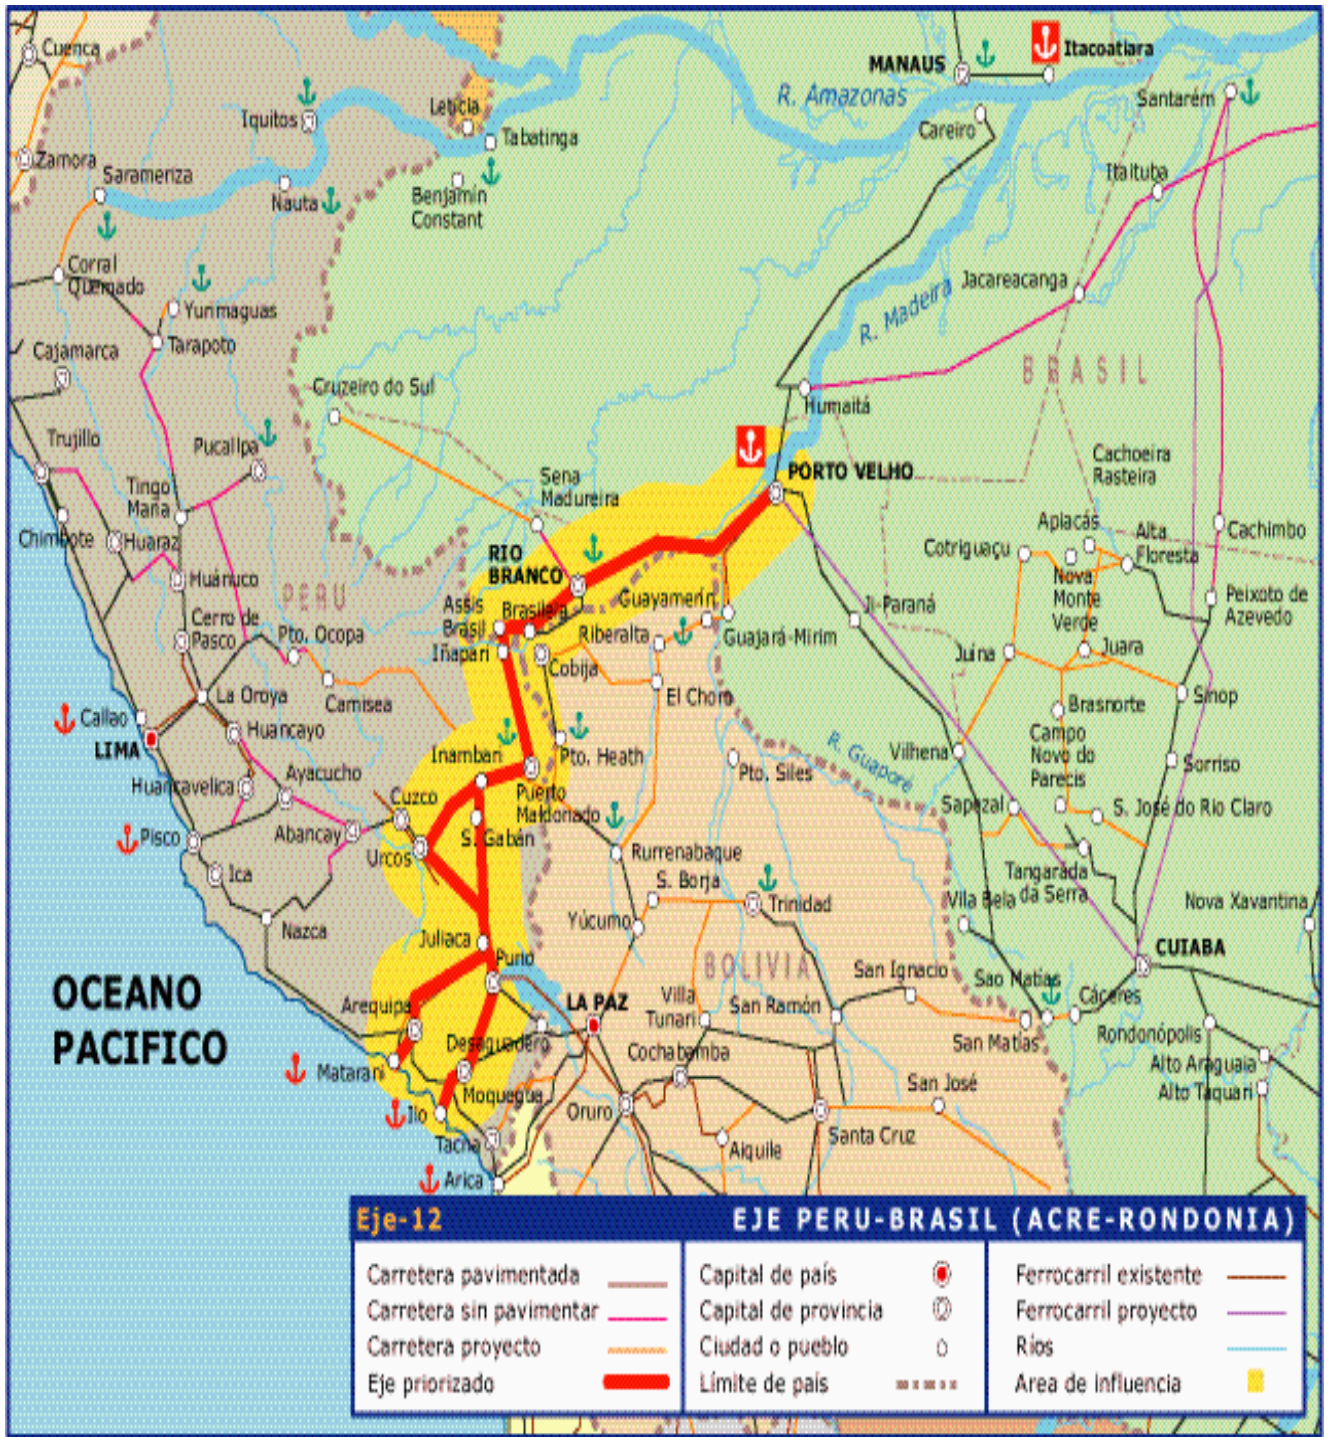 Cuenca
MANAUS
Itacoatiara
R. Amazonas
Santarém
Leticia
Iquitos
Careiro
Tabatinga
Zamora
Sarameriza
Itaituba
Nauta
Benjamín
Constant
Corral
Quemado
Jacareacanga
Yurimaguas
R. Madeira
Cajamarca
Tarapoto
BRASIL
Cruzeiro do Sul
Humaitá
Trujillo
Pucallpa
Cachoeira
Rasteira
PORTO VELHO
Sena
Madureira
Tingo
María
Chimbote
Huaraz
Apiacás
Alta
Floresta
Cachimbo
Cotriguaçu
RIO
BRANCO
Huánuco
PERU
Nova
Monte
Verde
Peixoto de
Azevedo
Assis
Brasil
Brasileia
Guayamerín
Ji-Paraná
Cerro de
Pasco
Pto. Ocopa
Riberalta
Guajará-Mirim
Iñapari
Cobija
Juina
Juara
La Oroya
Camisea
El Choro
Sinop
Brasnorte
Callao
LIMA
Huancayo
Inambari
Pto. Heath
R. Guaporé
Vilhena
Campo
Novo do
Parecis
Sorriso
Pto. Siles
Huancavelica
Ayacucho
Puerto
Maldonado
Cuzco
Sapezal
S. José do Rio Claro
Pisco
Abancay
Urcos
S. Gabán
Rurrenabaque
Ica
Tangarada
da Serra
S. Borja
Trinidad
Vila Bela
Nova Xavantina
Nazca
Yúcumo
Juliaca
BOLIVIA
CUIABA
Puno
San Ignacio
Sao Matías
OCEANO
PACIFICO
Arequipa
LA PAZ
Villa
Tunari
San Ramón
Cáceres
Rondonópolis
Desaguadero
San Matías
Matarani
Cochabamba
Alto Araguaia
Alto Taquari
Moquegua
San José
Ilo
Oruro
Santa Cruz
Tacna
Aiquile
Arica
Eje-12
EJE PERU-BRASIL (ACRE-RONDONIA)
Carretera pavimentada
Capital de país
Ferrocarril existente
Carretera sin pavimentar
Capital de provincia
Ferrocarril proyecto
Carretera proyecto
Ciudad o pueblo
Ríos
Eje priorizado
Límite de país
Area de influencia